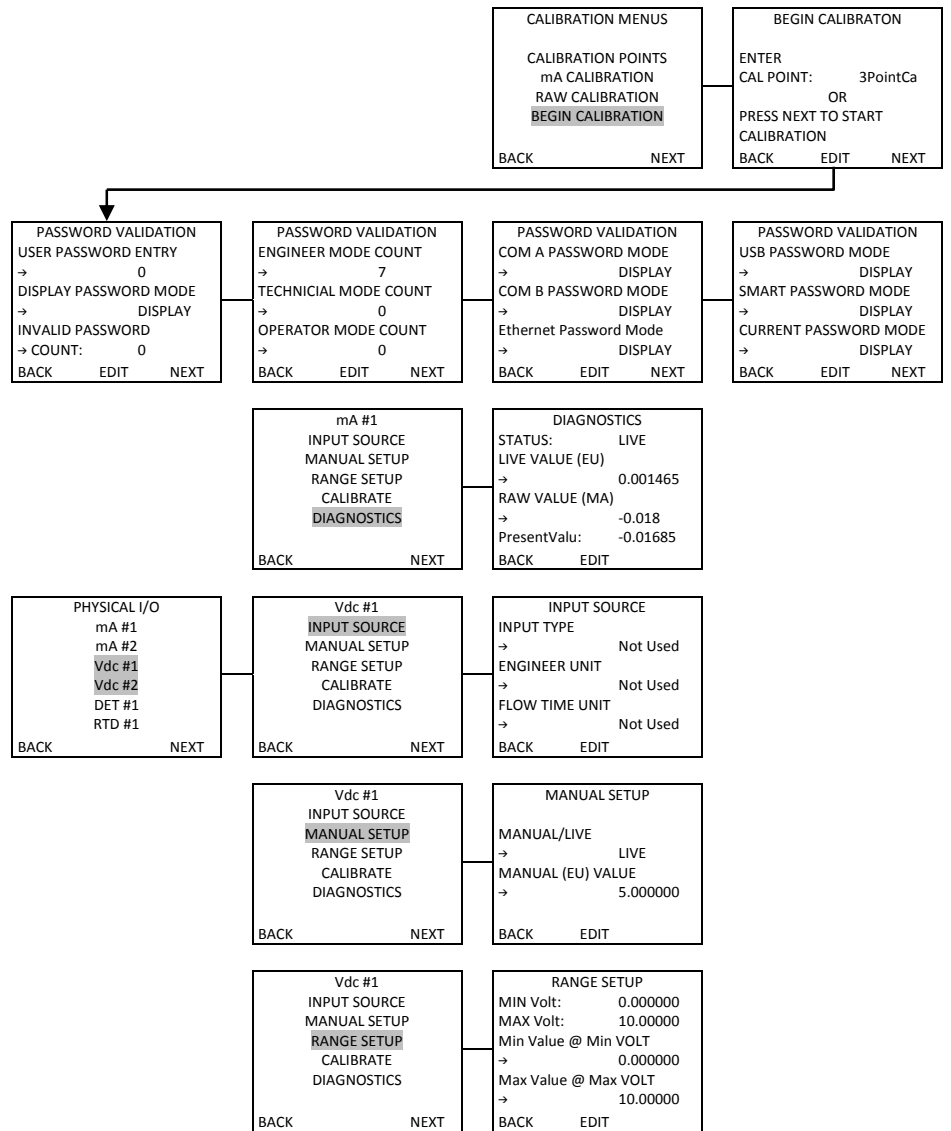 CALIBRATION MENUS
CALIBRATION POINTS
mA CALIBRATION
RAW CALIBRATION
BEGIN CALIBRATION
BACK NEXT
BEGIN CALIBRATON
ENTER
CAL POINT: 3PointCa
OR
PRESS NEXT TO START
CALIBRATION
BACK EDIT NEXT
PASSWORD VALIDATION
USER PASSWORD ENTRY
→ 0
DISPLAY PASSWORD MODE
→ DISPLAY
INVALID PASSWORD
→ COUNT: 0
BACK EDIT NEXT
PASSWORD VALIDATION
ENGINEER MODE COUNT
→ 7
TECHNICIAL MODE COUNT
→ 0
OPERATOR MODE COUNT
→ 0
BACK EDIT NEXT
PASSWORD VALIDATION
COM A PASSWORD MODE
→ DISPLAY
COM B PASSWORD MODE
→ DISPLAY
Ethernet Password Mode
→ DISPLAY
BACK EDIT NEXT
PASSWORD VALIDATION
USB PASSWORD MODE
→ DISPLAY
SMART PASSWORD MODE
→ DISPLAY
CURRENT PASSWORD MODE
→ DISPLAY
BACK EDIT NEXT
mA #1
INPUT SOURCE
MANUAL SETUP
RANGE SETUP
CALIBRATE
DIAGNOSTICS
BACK NEXT
DIAGNOSTICS
STATUS: LIVE
LIVE VALUE (EU)
→ 0.001465
RAW VALUE (MA)
→ -0.018
PresentValu: -0.01685
BACK EDIT
PHYSICAL I/O
mA #1
mA #2
Vdc #1
Vdc #2
DET #1
RTD #1
BACK NEXT
Vdc #1
INPUT SOURCE
MANUAL SETUP
RANGE SETUP
CALIBRATE
DIAGNOSTICS
BACK NEXT
INPUT SOURCE
INPUT TYPE
→ Not Used
ENGINEER UNIT
→ Not Used
FLOW TIME UNIT
→ Not Used
BACK EDIT
Vdc #1
INPUT SOURCE
MANUAL SETUP
RANGE SETUP
CALIBRATE
DIAGNOSTICS
BACK NEXT
MANUAL SETUP
MANUAL/LIVE
→ LIVE
MANUAL (EU) VALUE
→ 5.000000
BACK EDIT
Vdc #1
INPUT SOURCE
MANUAL SETUP
RANGE SETUP
CALIBRATE
DIAGNOSTICS
BACK NEXT
RANGE SETUP
MIN Volt: 0.000000
MAX Volt: 10.00000
Min Value @ Min VOLT
→ 0.000000
Max Value @ Max VOLT
→ 10.00000
BACK EDIT